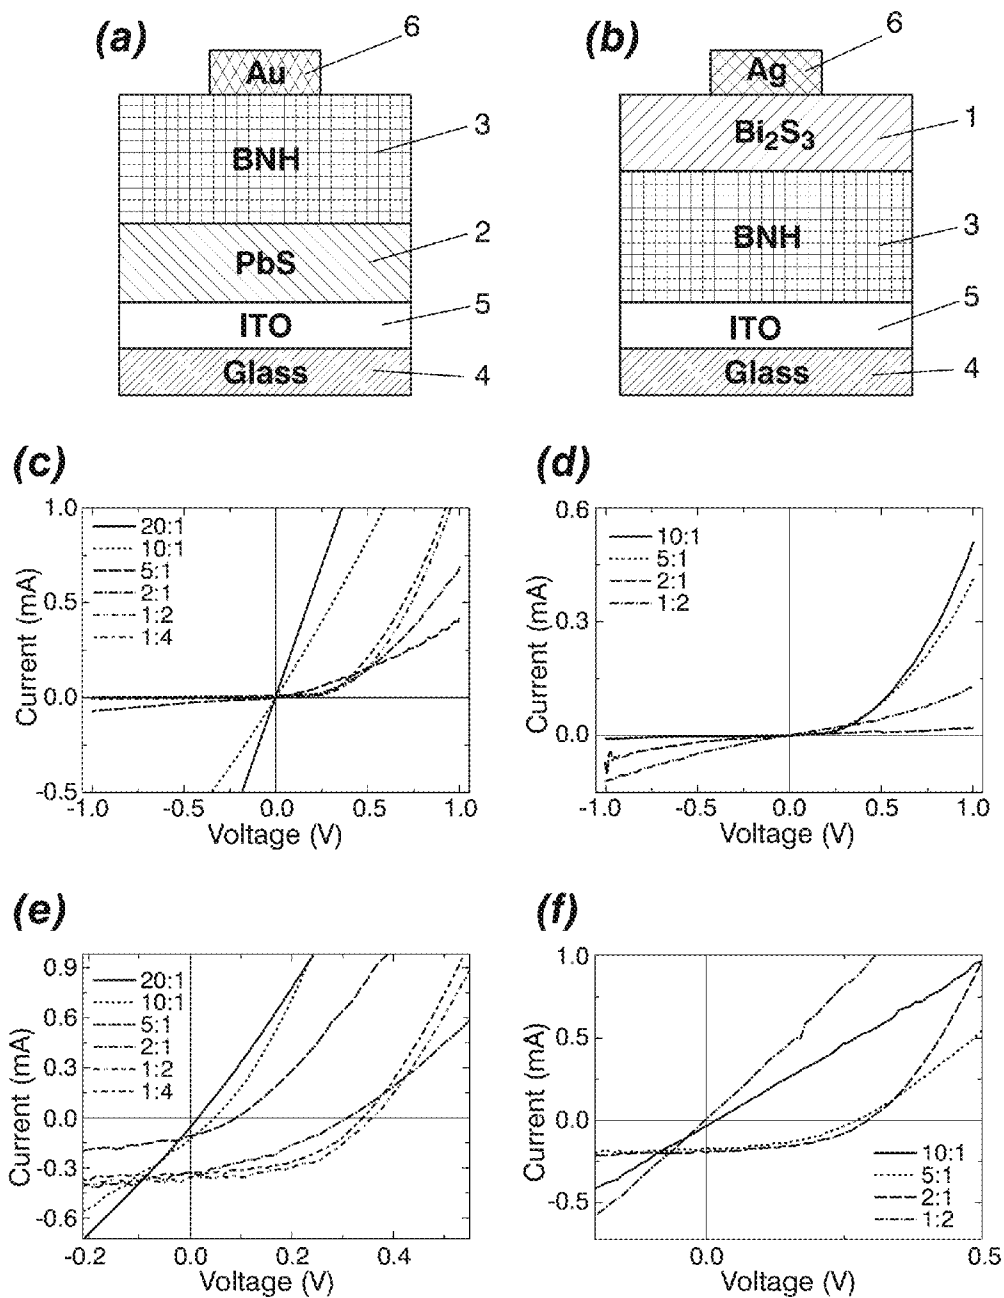 (a)
6
Au
3
BNH
2
PbS
5
ITO
4
Glass
(b)
6
Ag
1
Bi₂S₃
3
BNH
5
ITO
4
Glass
(c)
20:1
10:1
5:1
2:1
1:2
1:4
1.0
0.5
0.0
-0.5
Current (mA)
-1.0 -0.5 0.0 0.5 1.0
Voltage (V)
(d)
10:1
5:1
2:1
1:2
0.6
0.3
0.0
Current (mA)
-1.0 -0.5 0.0 0.5 1.0
Voltage (V)
(e)
20:1
10:1
5:1
2:1
1:2
1:4
0.9
0.6
0.3
0.0
-0.3
-0.6
Current (mA)
-0.2 0.0 0.2 0.4
Voltage (V)
(f)
1.0
0.5
0.0
-0.5
Current (mA)
10:1
5:1
2:1
1:2
0.0 0.5
Voltage (V)